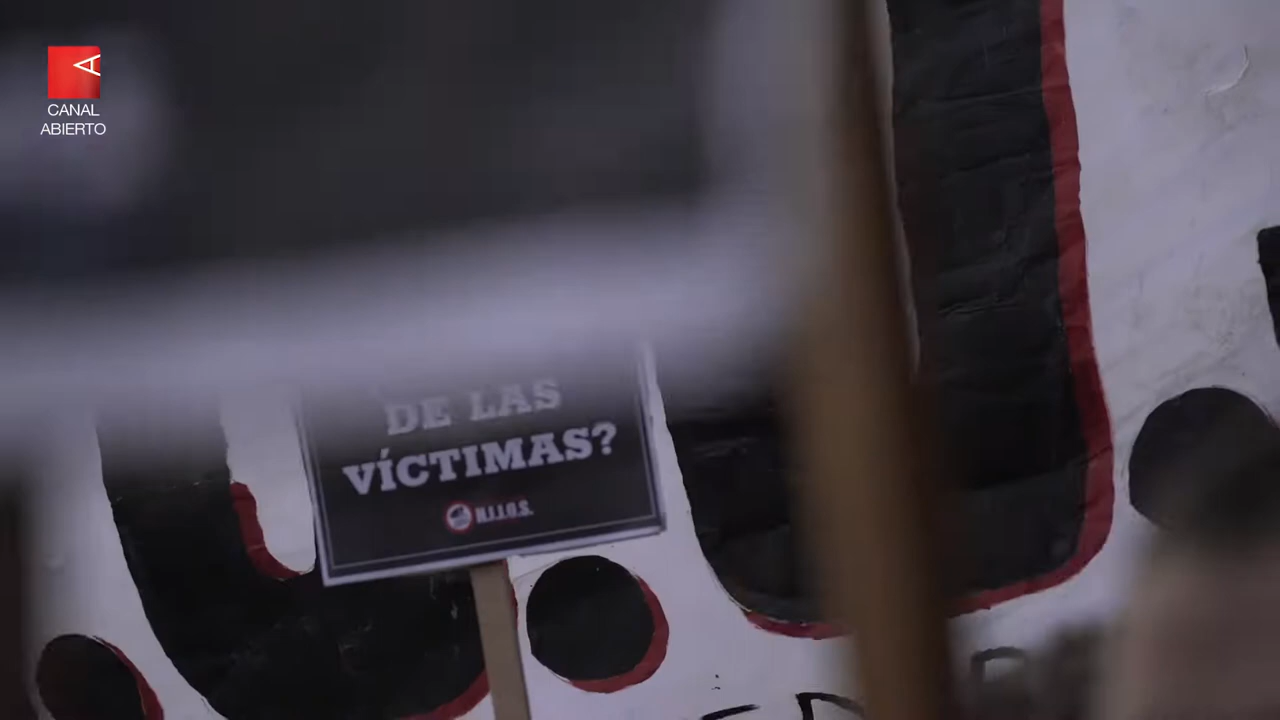 CANAL
ABIERTO
DE LAS
VÍCTIMAS?
H.I.J.O.S.